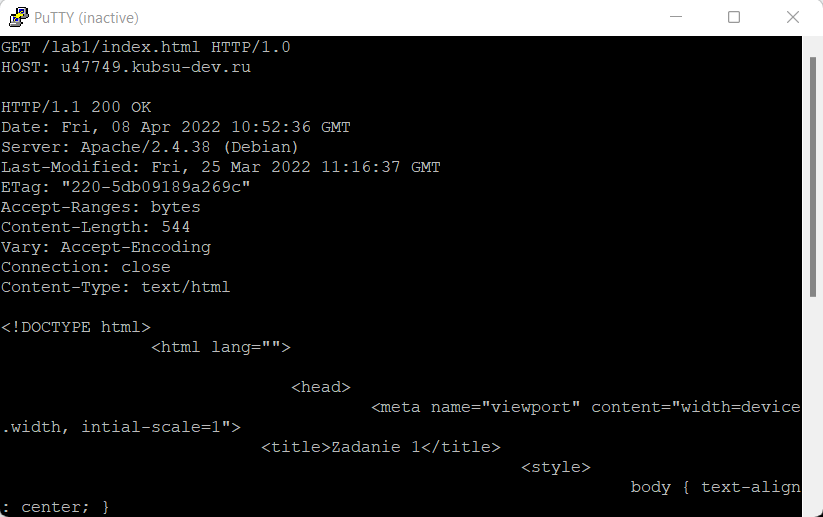 PuTTY (inactive)
GET /lab1/index.html HTTP/1.0
HOST: u47749.kubsu-dev.ru
HTTP/1.1 200 OK
Date: Fri, 08 Apr 2022 10:52:36 GMT
Server: Apache/2.4.38 (Debian)
Last-Modified: Fri, 25 Mar 2022 11:16:37 GMT
ETag: "220-5db09189a269c"
Accept-Ranges: bytes
Content-Length: 544
Vary: Accept-Encoding
Connection: close
Content-Type: text/html
<!DOCTYPE html>
<html lang="">
<head>
<meta name="viewport" content="width=device
.width, intial-scale=1">
<title>Zadanie 1</title>
<style>
body { text-align
: center; }